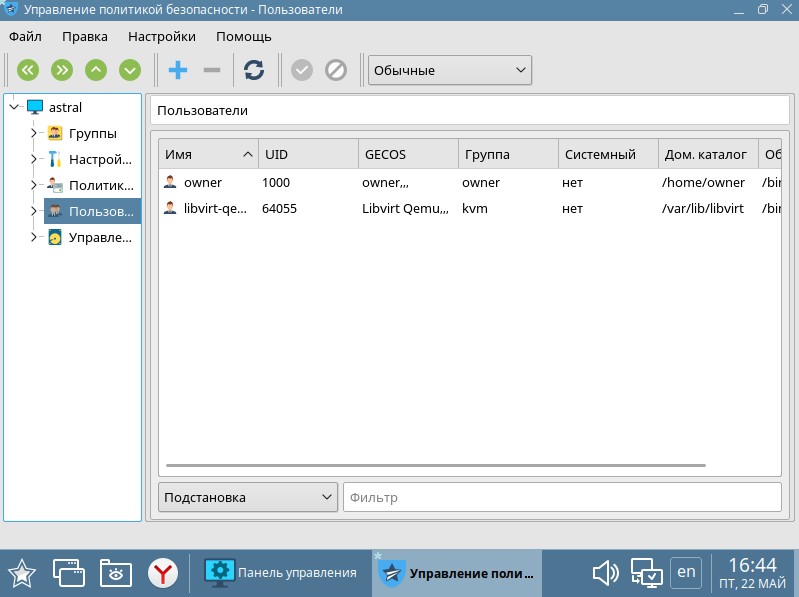 Управление политикой безопасности - Пользователи
Файл Правка Настройки Помощь
Обычные
astral
Группы
Настрой...
Политик...
Пользов...
Управле...
Пользователи
Имя UID GECOS Группа Системный Дом. каталог Об
owner 1000 owner,,, owner нет /home/owner /bin
libvirt-qe... 64055 Libvirt Qemu,,, kvm нет /var/lib/libvirt /bin
Подстановка Фильтр
Панель управления Управление поли... en 16:44
ПТ, 22 МАЙ